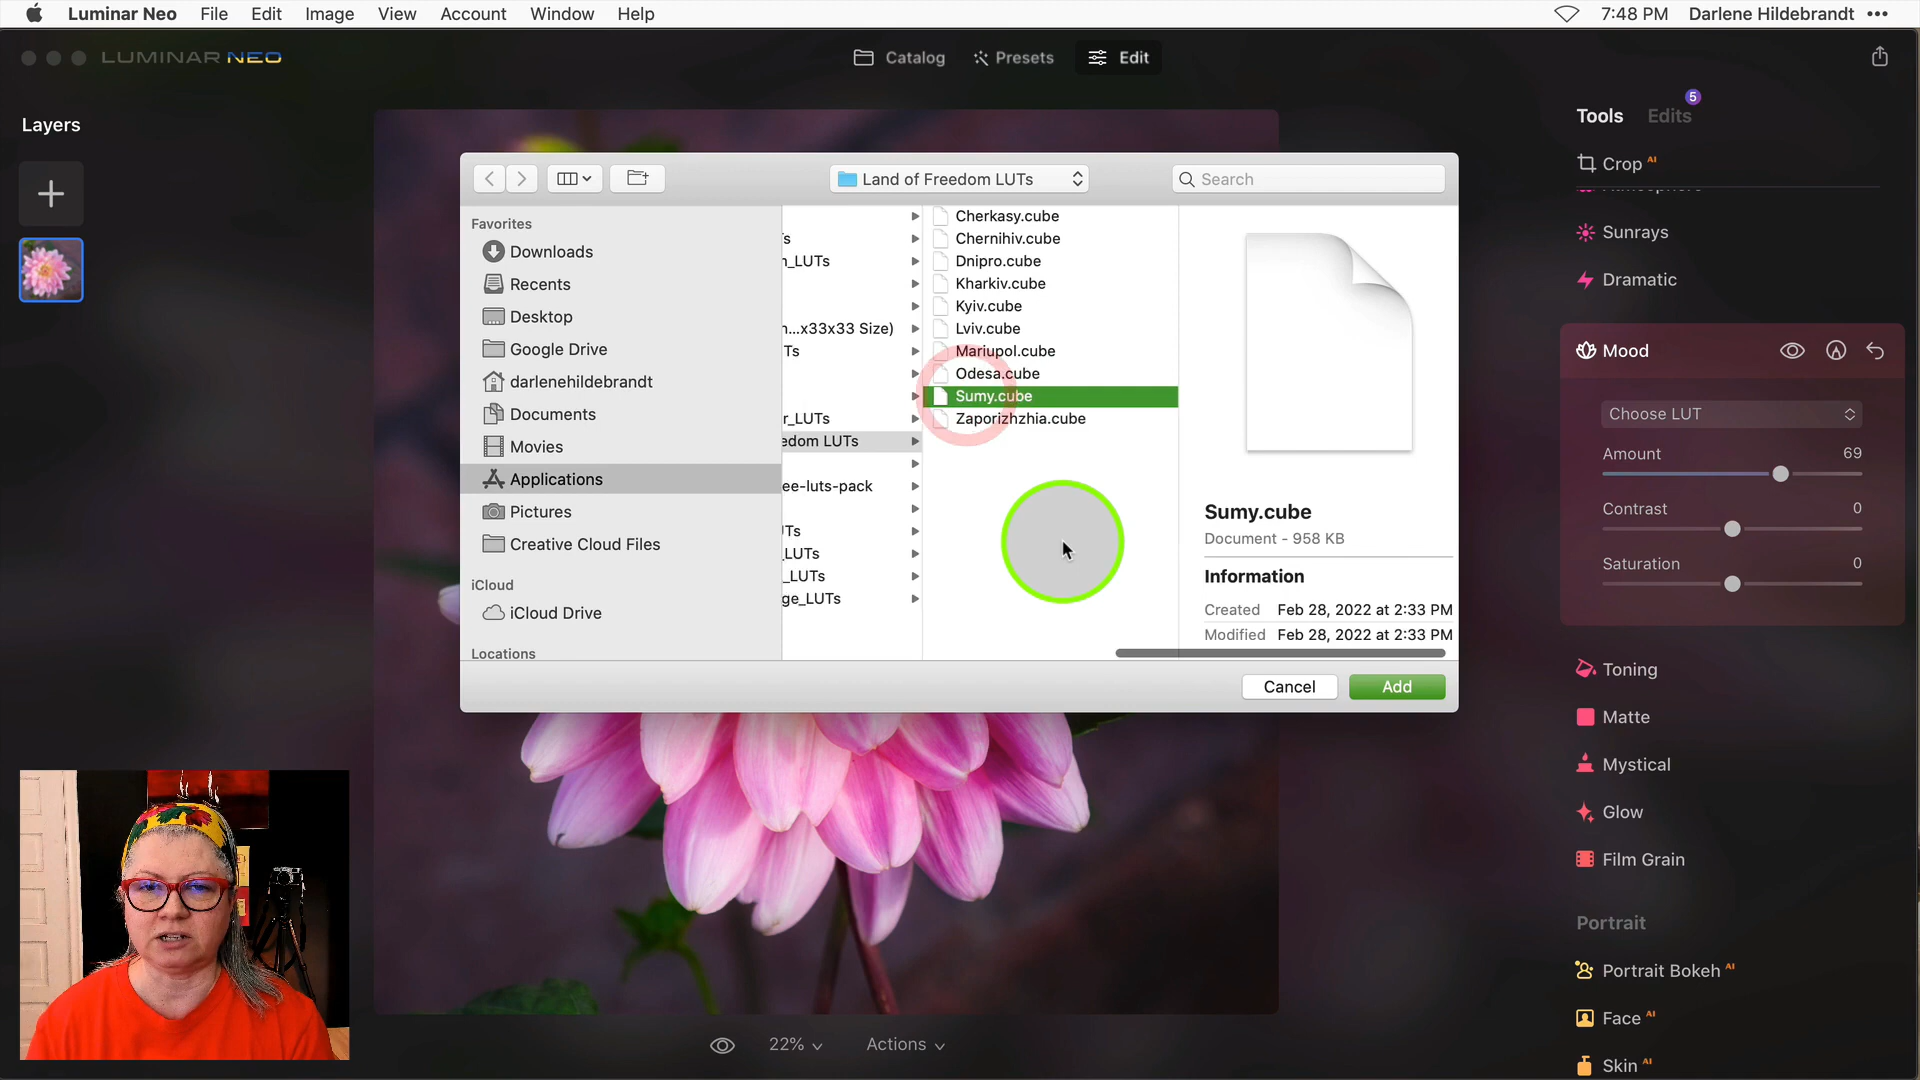 Luminar Neo File Edit Image View Account Window Help 7:48 PM Darlene Hildebrandt
LUMINAR NEO
Catalog Presets Edit
Layers
Tools Edits 5
Crop AI
Sunrays
Dramatic
Mood
Choose LUT
Amount 69
Contrast 0
Saturation 0
Toning
Matte
Mystical
Glow
Film Grain
Portrait
Portrait Bokeh AI
Face AI
Skin AI
Land of Freedom LUTs
Search
Favorites
Downloads
Recents
Desktop
Google Drive
darlenehildebrandt
Documents
Movies
Applications
Pictures
Creative Cloud Files
iCloud
iCloud Drive
Locations
_LUTs
...x33x33 Size)
r_LUTs
edom LUTs
ee-luts-pack
_LUTs
_LUTs
ge_LUTs
Cherkasy.cube
Chernihiv.cube
Dnipro.cube
Kharkiv.cube
Kyiv.cube
Lviv.cube
Mariupol.cube
Odesa.cube
Sumy.cube
Zaporizhzhia.cube
Sumy.cube
Document - 958 KB
Information
Created Feb 28, 2022 at 2:33 PM
Modified Feb 28, 2022 at 2:33 PM
Cancel Add
22% Actions